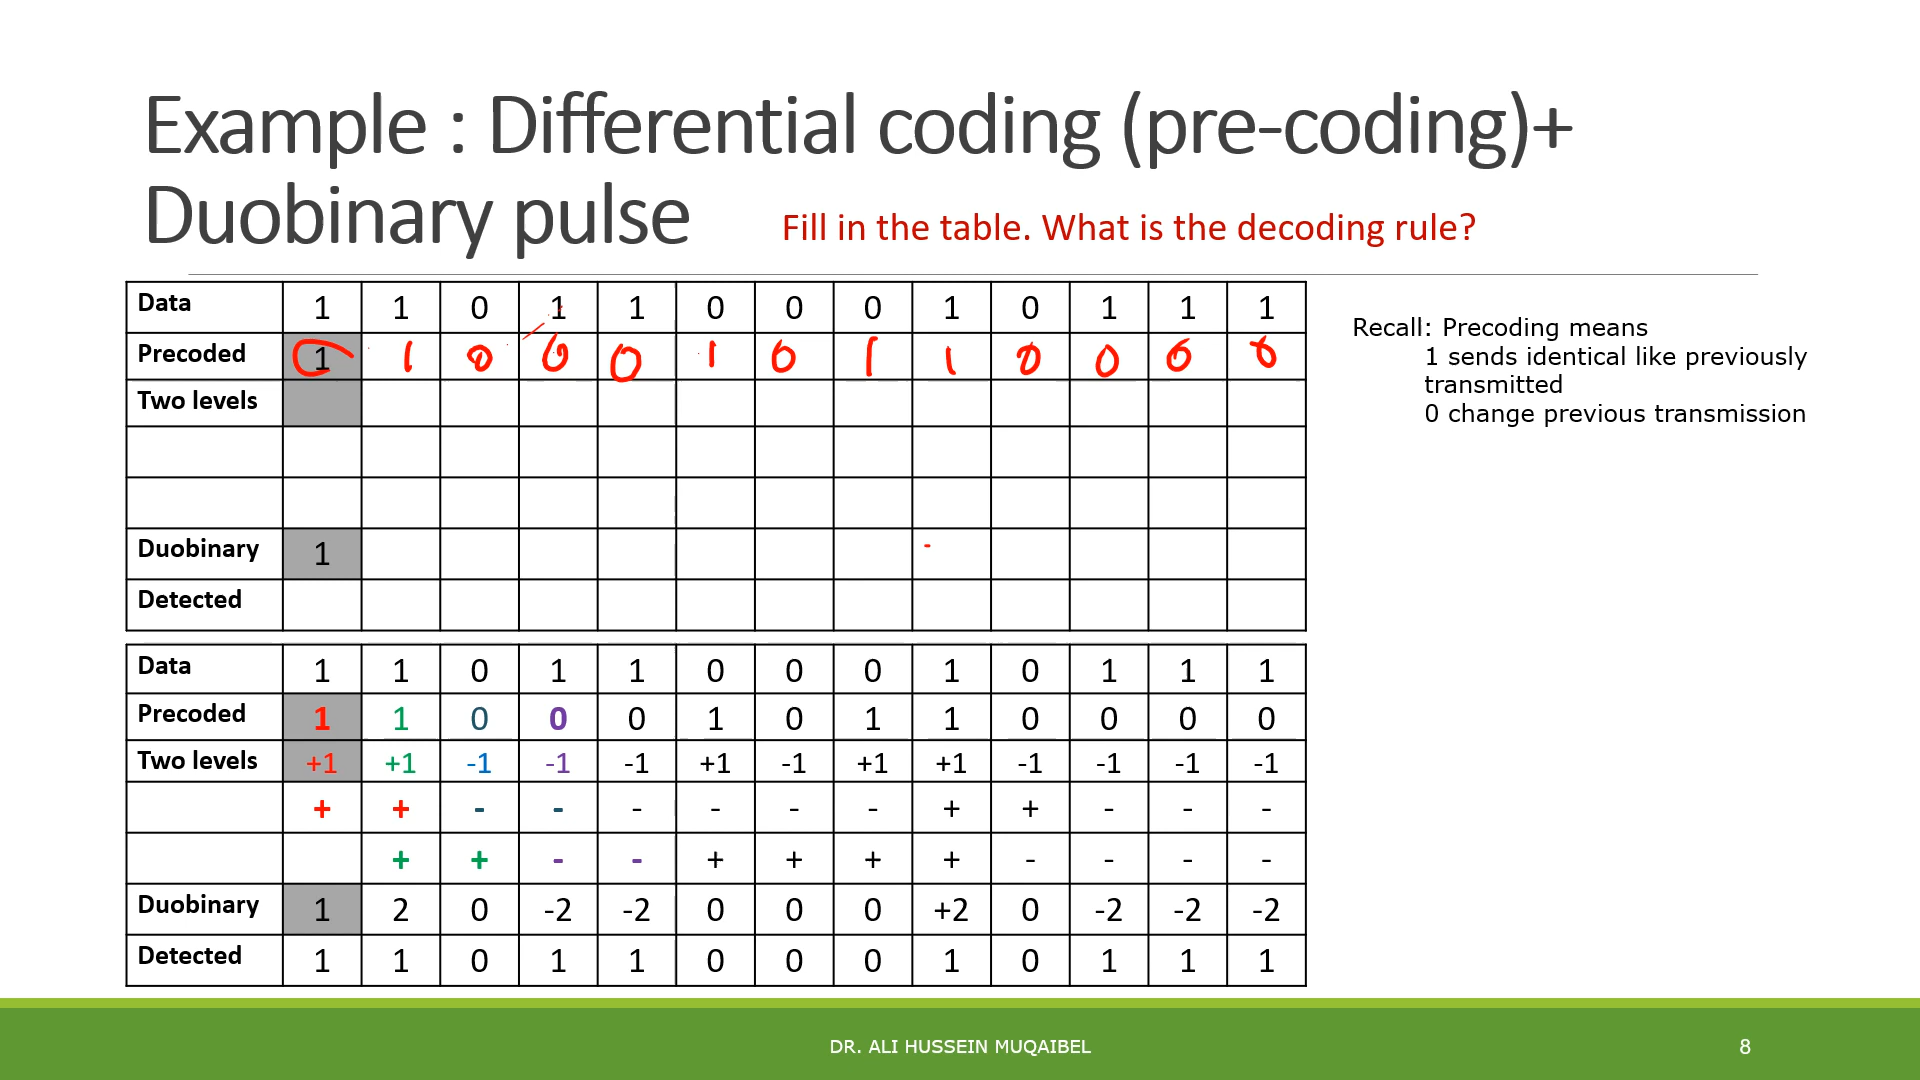 Example : Differential coding (pre-coding)+
Duobinary pulse Fill in the table. What is the decoding rule?
Data 1 1 0 1 1 0 0 0 1 0 1 1 1
Precoded 1 1 0 0 0 1 0 1 1 0 0 0 0
Two levels
Duobinary 1 -
Detected
Recall: Precoding means
1 sends identical like previously
transmitted
0 change previous transmission
Data 1 1 0 1 1 0 0 0 1 0 1 1 1
Precoded 1 1 0 0 0 1 0 1 1 0 0 0 0
Two levels +1 +1 -1 -1 -1 +1 -1 +1 +1 -1 -1 -1 -1
+ + - - - - - - + + - - -
+ + - - + + + + - - - -
Duobinary 1 2 0 -2 -2 0 0 0 +2 0 -2 -2 -2
Detected 1 1 0 1 1 0 0 0 1 0 1 1 1
DR. ALI HUSSEIN MUQAIBEL 8